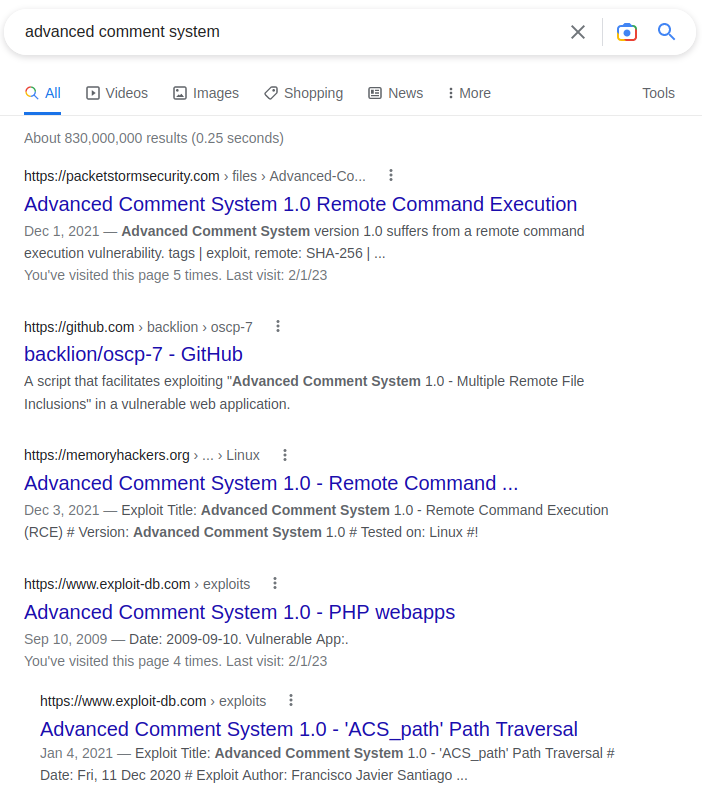 advanced comment system
All Videos Images Shopping News More Tools
About 830,000,000 results (0.25 seconds)
https://packetstormsecurity.com › files › Advanced-Co...
Advanced Comment System 1.0 Remote Command Execution
Dec 1, 2021 — Advanced Comment System version 1.0 suffers from a remote command
execution vulnerability. tags | exploit, remote: SHA-256 | ...
You've visited this page 5 times. Last visit: 2/1/23
https://github.com › backlion › oscp-7
backlion/oscp-7 - GitHub
A script that facilitates exploiting "Advanced Comment System 1.0 - Multiple Remote File
Inclusions" in a vulnerable web application.
https://memoryhackers.org › ... › Linux
Advanced Comment System 1.0 - Remote Command ...
Dec 3, 2021 — Exploit Title: Advanced Comment System 1.0 - Remote Command Execution
(RCE) # Version: Advanced Comment System 1.0 # Tested on: Linux #!
https://www.exploit-db.com › exploits
Advanced Comment System 1.0 - PHP webapps
Sep 10, 2009 — Date: 2009-09-10. Vulnerable App:.
You've visited this page 4 times. Last visit: 2/1/23
https://www.exploit-db.com › exploits
Advanced Comment System 1.0 - 'ACS_path' Path Traversal
Jan 4, 2021 — Exploit Title: Advanced Comment System 1.0 - 'ACS_path' Path Traversal #
Date: Fri, 11 Dec 2020 # Exploit Author: Francisco Javier Santiago ...